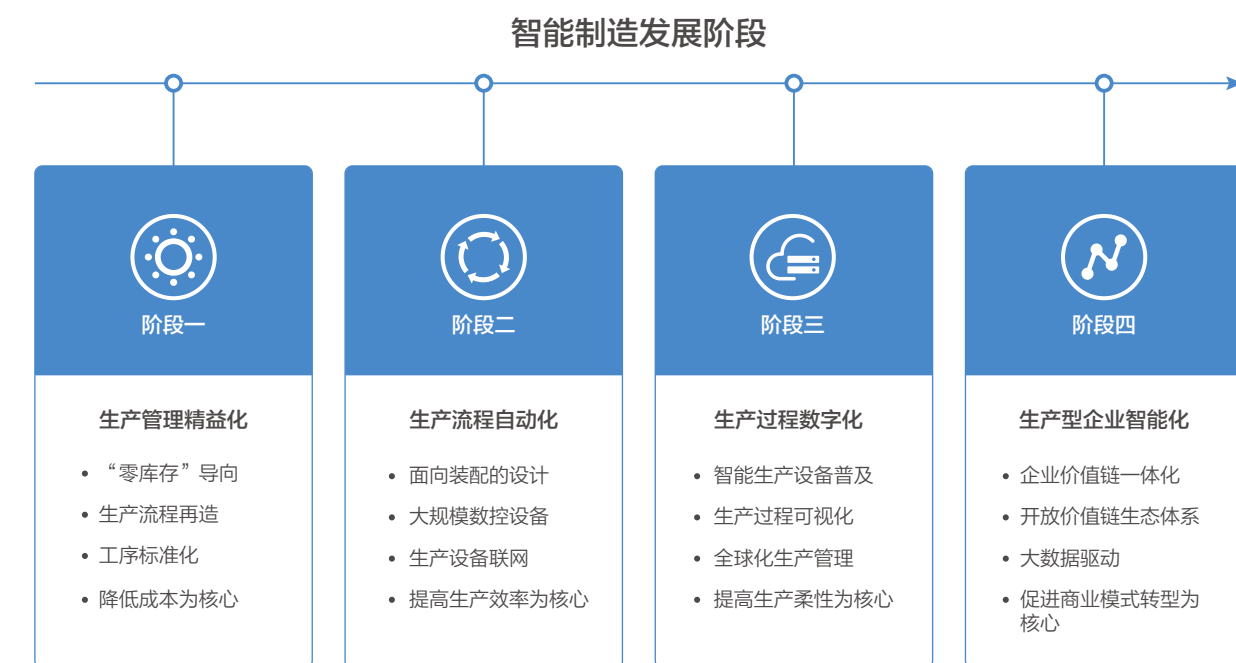 智能制造发展阶段
阶段一
生产管理精益化
“零库存”导向
生产流程再造
工序标准化
降低成本为核心
阶段二
生产流程自动化
面向装配的设计
大规模数控设备
生产设备联网
提高生产效率为核心
阶段三
生产过程数字化
智能生产设备普及
生产过程可视化
全球化生产管理
提高生产柔性为核心
阶段四
生产型企业智能化
企业价值链一体化
开放价值链生态体系
大数据驱动
促进商业模式转型为
核心